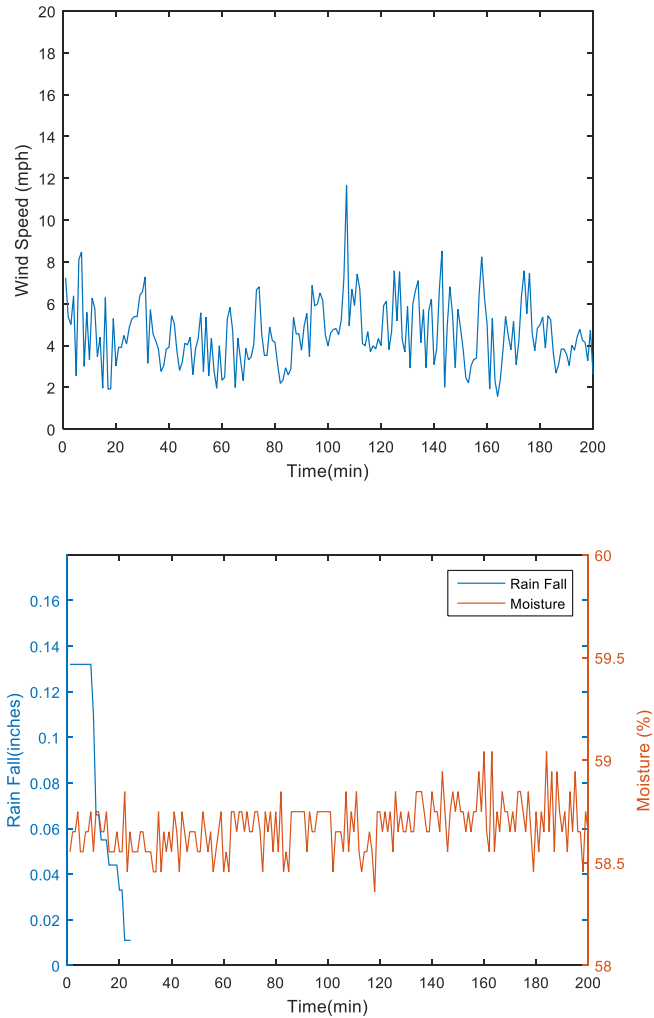 20
18
16
14
12
10
8
6
4
2
0
Wind Speed (mph)
0 20 40 60 80 100 120 140 160 180 200
Time(min)
Rain Fall
Moisture
0.16
0.14
0.12
0.1
0.08
0.06
0.04
0.02
0
Rain Fall(inches)
60
59.5
59
58.5
58
Moisture (%)
0 20 40 60 80 100 120 140 160 180 200
Time(min)